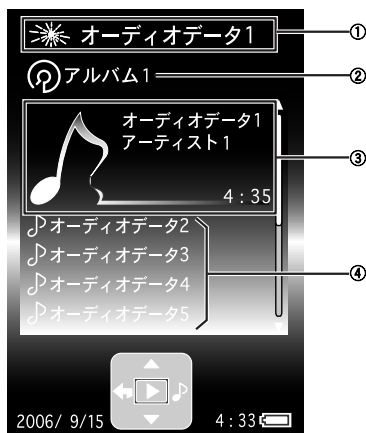 オーディオデータ1
①
アルバム1
②
オーディオデータ1
アーティスト1
4:35
③
オーディオデータ2
オーディオデータ3
オーディオデータ4
オーディオデータ5
④
2006/ 9/15
4:33